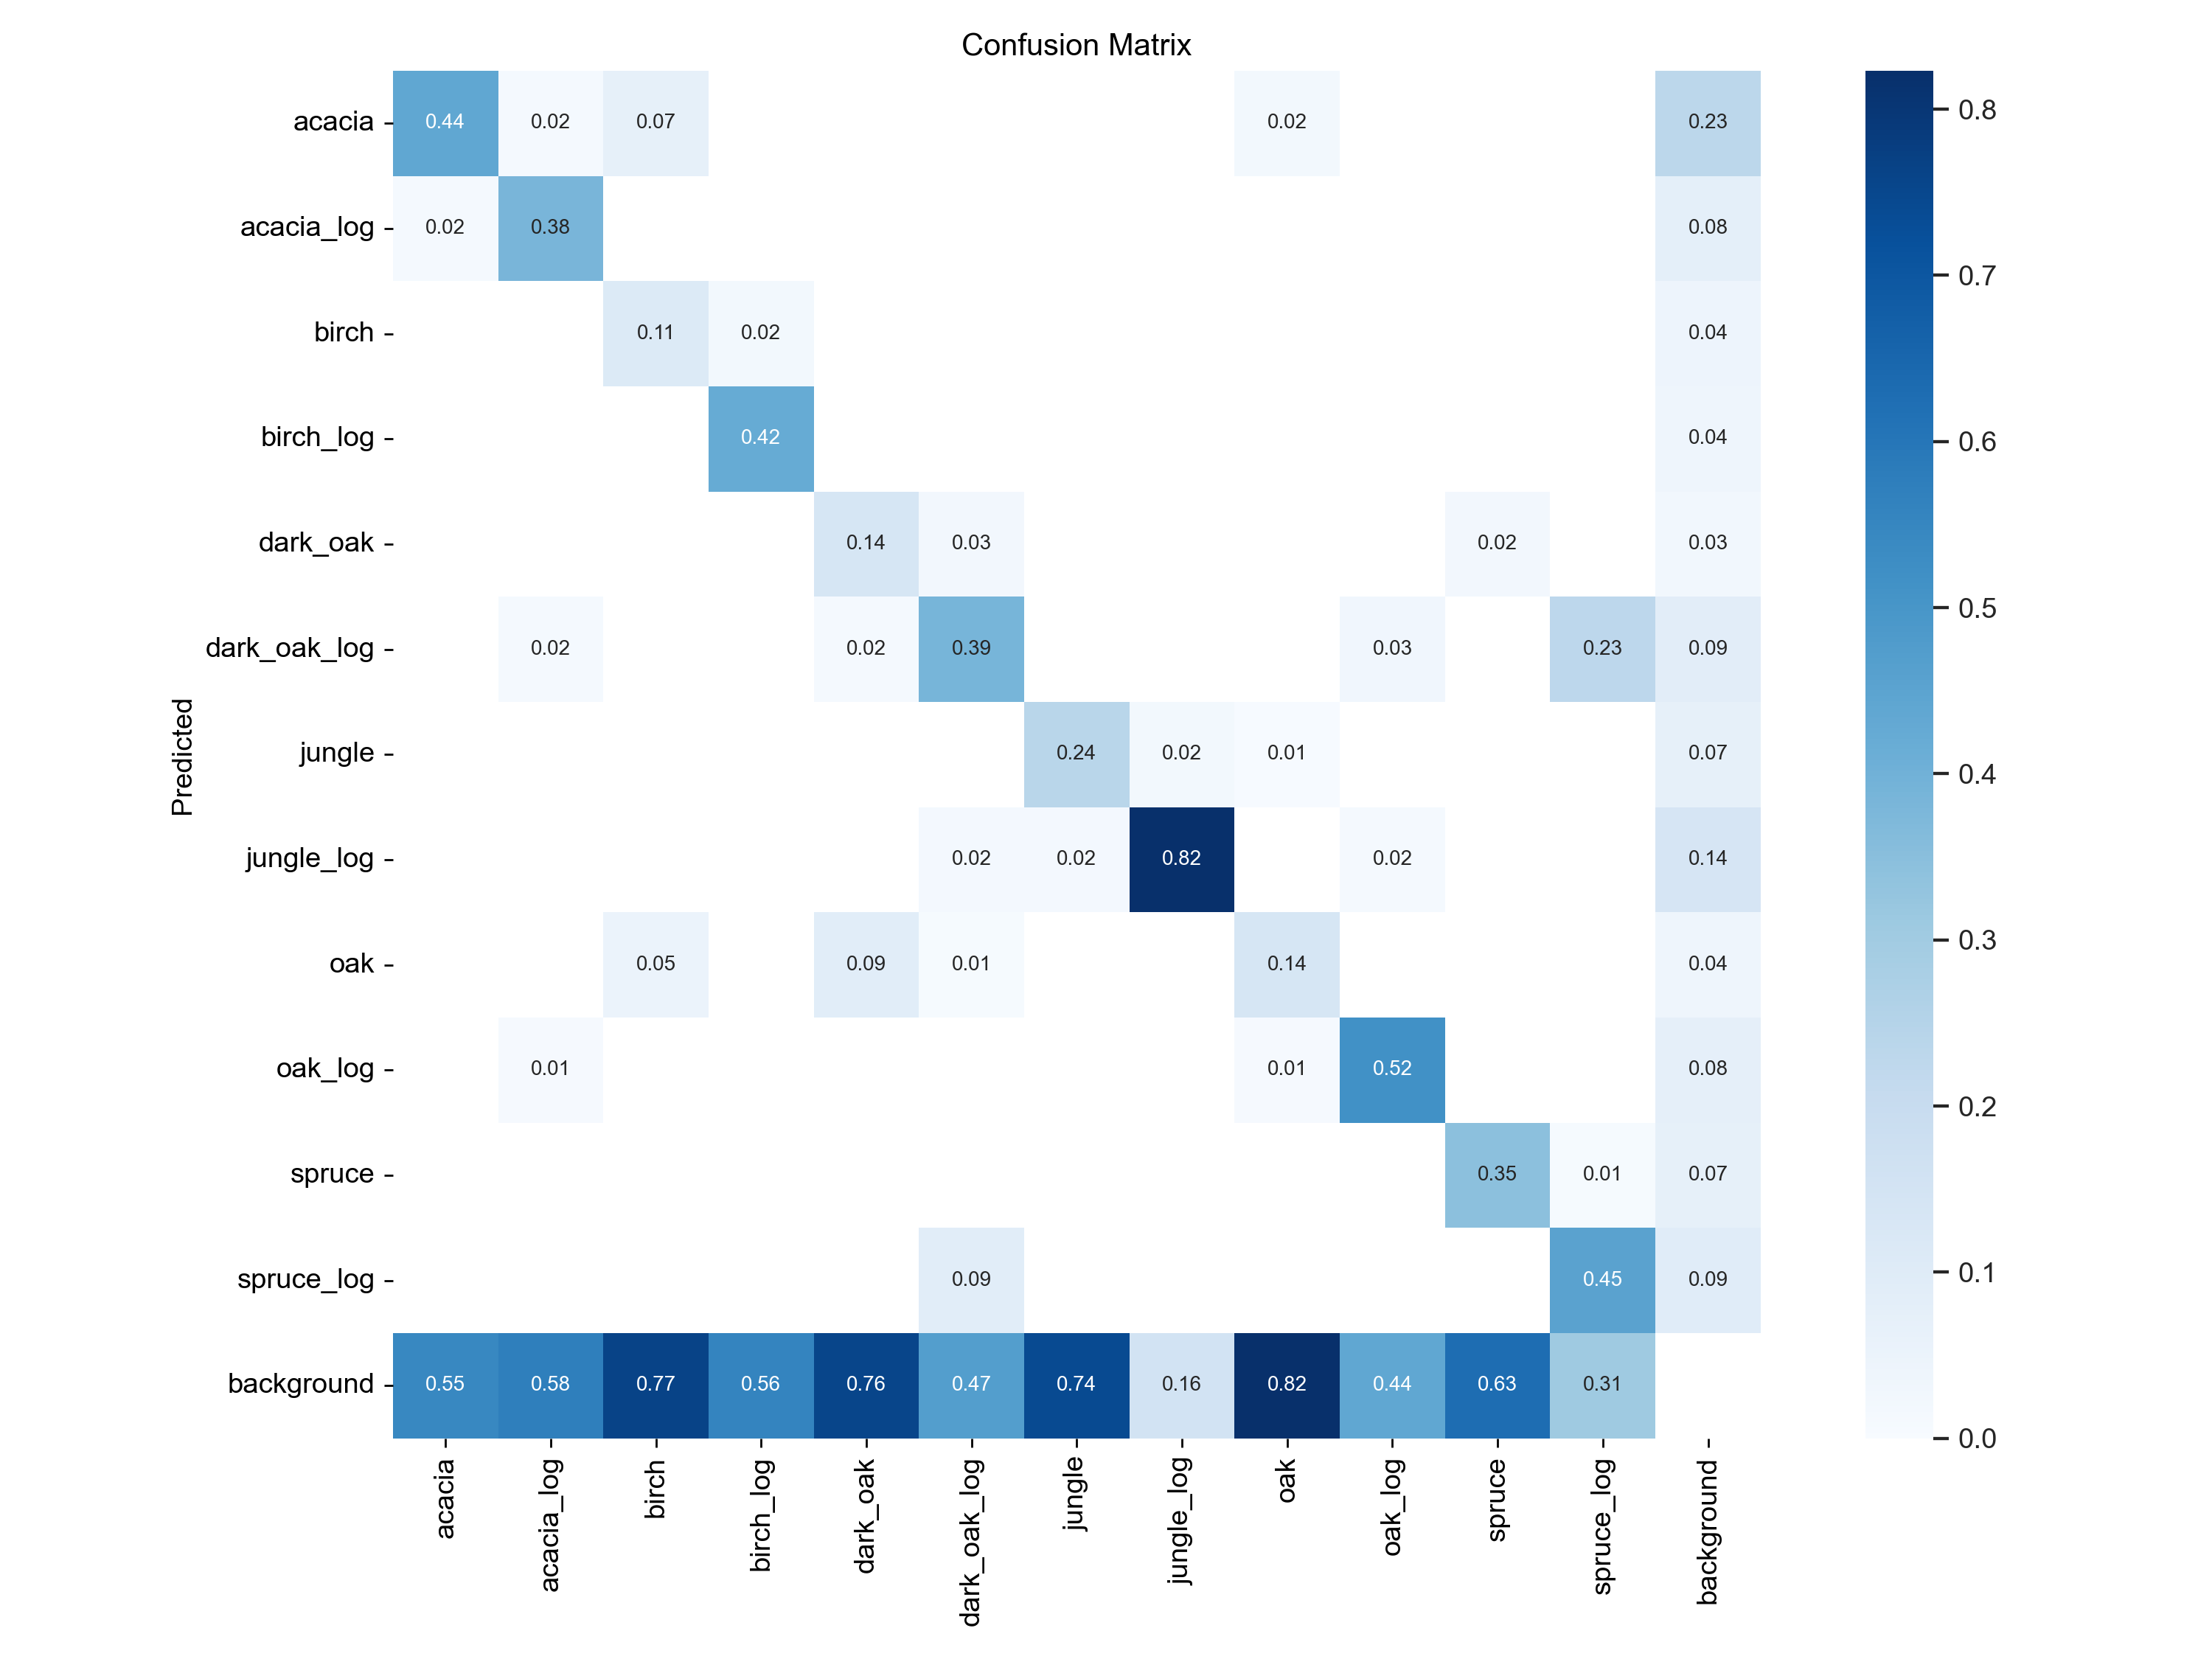 Confusion Matrix
Predicted
acacia 0.44 0.02 0.07 0.02 0.23
acacia_log 0.02 0.38 0.08
birch 0.11 0.02 0.04
birch_log 0.42 0.04
dark_oak 0.14 0.03 0.02 0.03
dark_oak_log 0.02 0.02 0.39 0.03 0.23 0.09
jungle 0.24 0.02 0.01 0.07
jungle_log 0.02 0.02 0.82 0.02 0.14
oak 0.05 0.09 0.01 0.14 0.04
oak_log 0.01 0.01 0.52 0.08
spruce 0.35 0.01 0.07
spruce_log 0.09 0.45 0.09
background 0.55 0.58 0.77 0.56 0.76 0.47 0.74 0.16 0.82 0.44 0.63 0.31
acacia acacia_log birch birch_log dark_oak dark_oak_log jungle jungle_log oak oak_log spruce spruce_log background
0.8
0.7
0.6
0.5
0.4
0.3
0.2
0.1
0.0